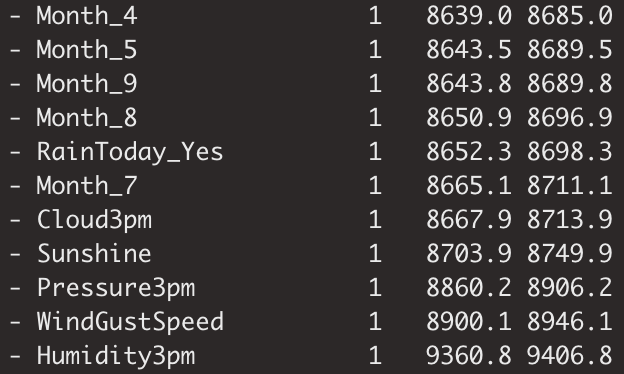 - Month_4 1 8639.0 8685.0
- Month_5 1 8643.5 8689.5
- Month_9 1 8643.8 8689.8
- Month_8 1 8650.9 8696.9
- RainToday_Yes 1 8652.3 8698.3
- Month_7 1 8665.1 8711.1
- Cloud3pm 1 8667.9 8713.9
- Sunshine 1 8703.9 8749.9
- Pressure3pm 1 8860.2 8906.2
- WindGustSpeed 1 8900.1 8946.1
- Humidity3pm 1 9360.8 9406.8